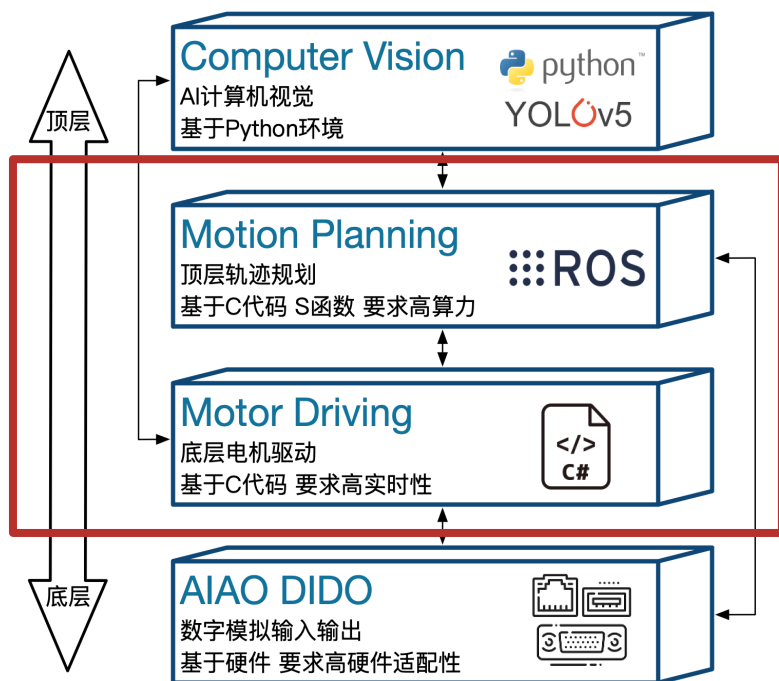 顶层
底层
Computer Vision
AI计算机视觉
基于Python环境
python™
YOLOv5
Motion Planning
顶层轨迹规划
基于C代码 S函数 要求高算力
ROS
Motor Driving
底层电机驱动
基于C代码 要求高实时性
</>
C#
AIAO DIDO
数字模拟输入输出
基于硬件 要求高硬件适配性